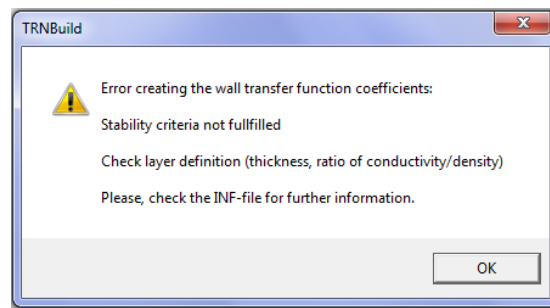 TRNBuild
Error creating the wall transfer function coefficients:
Stability criteria not fullfilled
Check layer definition (thickness, ratio of conductivity/density)
Please, check the INF-file for further information.
OK